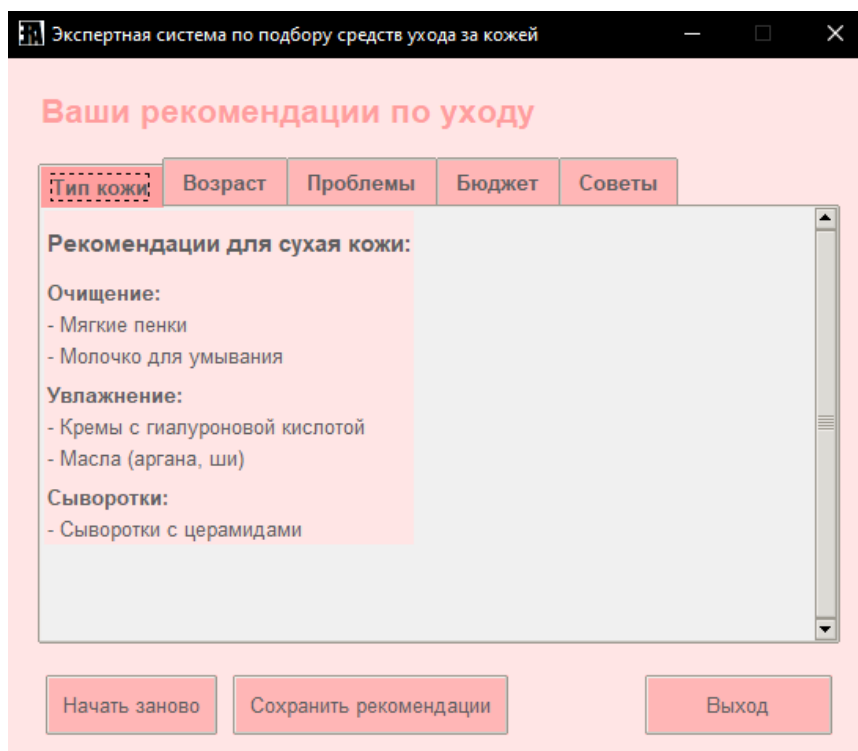 Экспертная система по подбору средств ухода за кожей
Ваши рекомендации по уходу
Тип кожи Возраст Проблемы Бюджет Советы
Рекомендации для сухая кожи:
Очищение:
- Мягкие пенки
- Молочко для умывания
Увлажнение:
- Кремы с гиалуроновой кислотой
- Масла (аргана, ши)
Сыворотки:
- Сыворотки с церамидами
Начать заново Сохранить рекомендации Выход